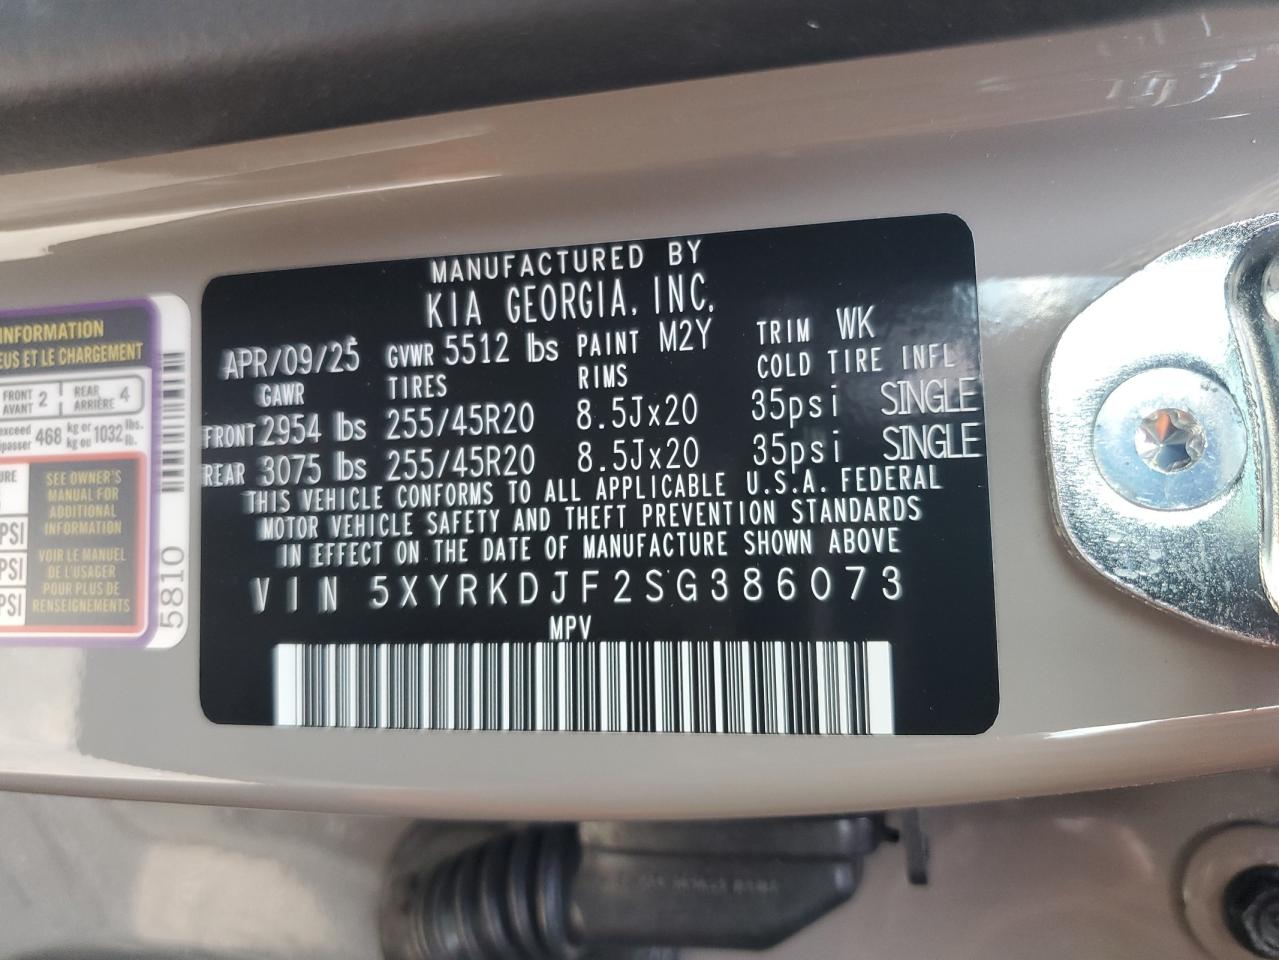 MANUFACTURED BY
KIA GEORGIA, INC.
APR/09/25 GVWR 5512 lbs PAINT M2Y TRIM WK
GAWR TIRES RIMS COLD TIRE INFL
FRONT 2954 lbs 255/45R20 8.5Jx20 35psi SINGLE
REAR 3075 lbs 255/45R20 8.5Jx20 35psi SINGLE
THIS VEHICLE CONFORMS TO ALL APPLICABLE U.S.A. FEDERAL
MOTOR VEHICLE SAFETY AND THEFT PREVENTION STANDARDS
IN EFFECT ON THE DATE OF MANUFACTURE SHOWN ABOVE
VIN 5XYRKDJF2SG386073
MPV
INFORMATION
ET LE CHARGEMENT
FRONT AVANT 2 REAR ARRIÈRE 4
exceed 468 kg or kg ou 1032 lbs. lb.
SEE OWNER'S
MANUAL FOR
ADDITIONAL
INFORMATION
VOIR LE MANUEL
DE L'USAGER
POUR PLUS DE
RENSEIGNEMENTS
PSI
PSI
PSI
5810